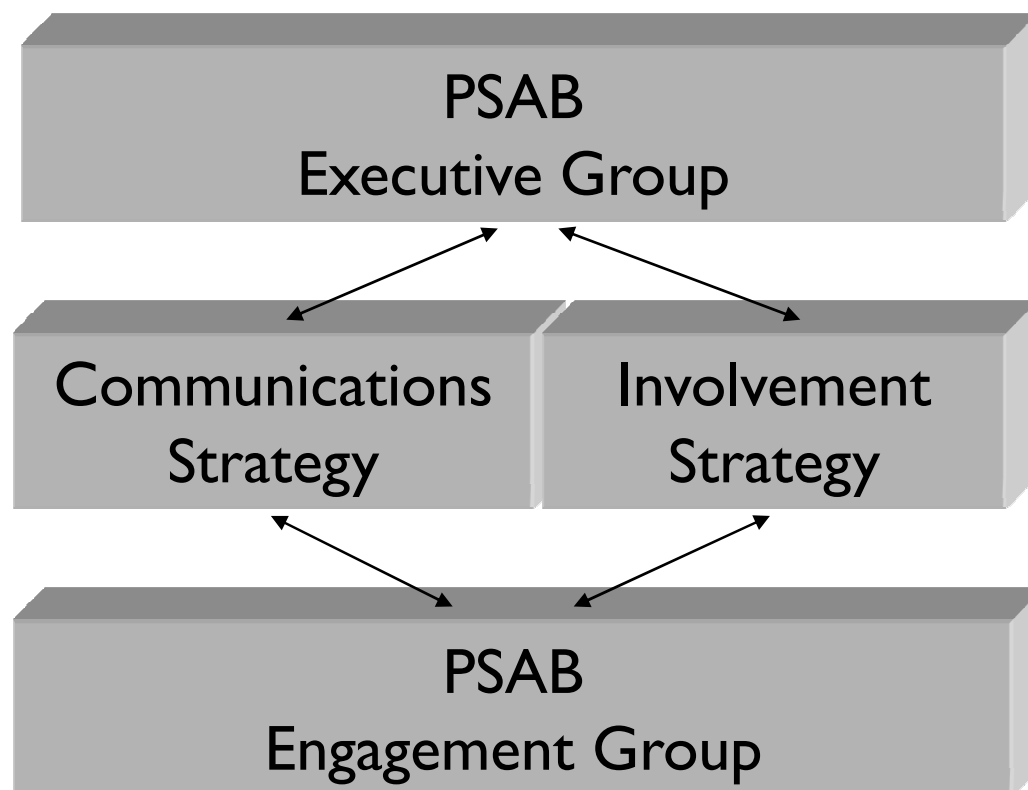 PSAB
Executive Group
Communications
Strategy
Involvement
Strategy
PSAB
Engagement Group